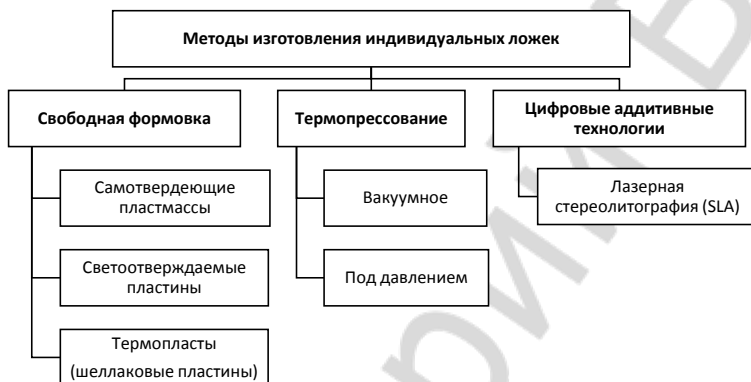 Методы изготовления индивидуальных ложек
Свободная формовка
Термопрессование
Цифровые аддитивные
технологии
Самотвердеющие
пластмассы
Вакуумное
Лазерная
стереолитография (SLA)
Светоотверждаемые
пластины
Под давлением
Термопласты
(шеллаковые пластины)